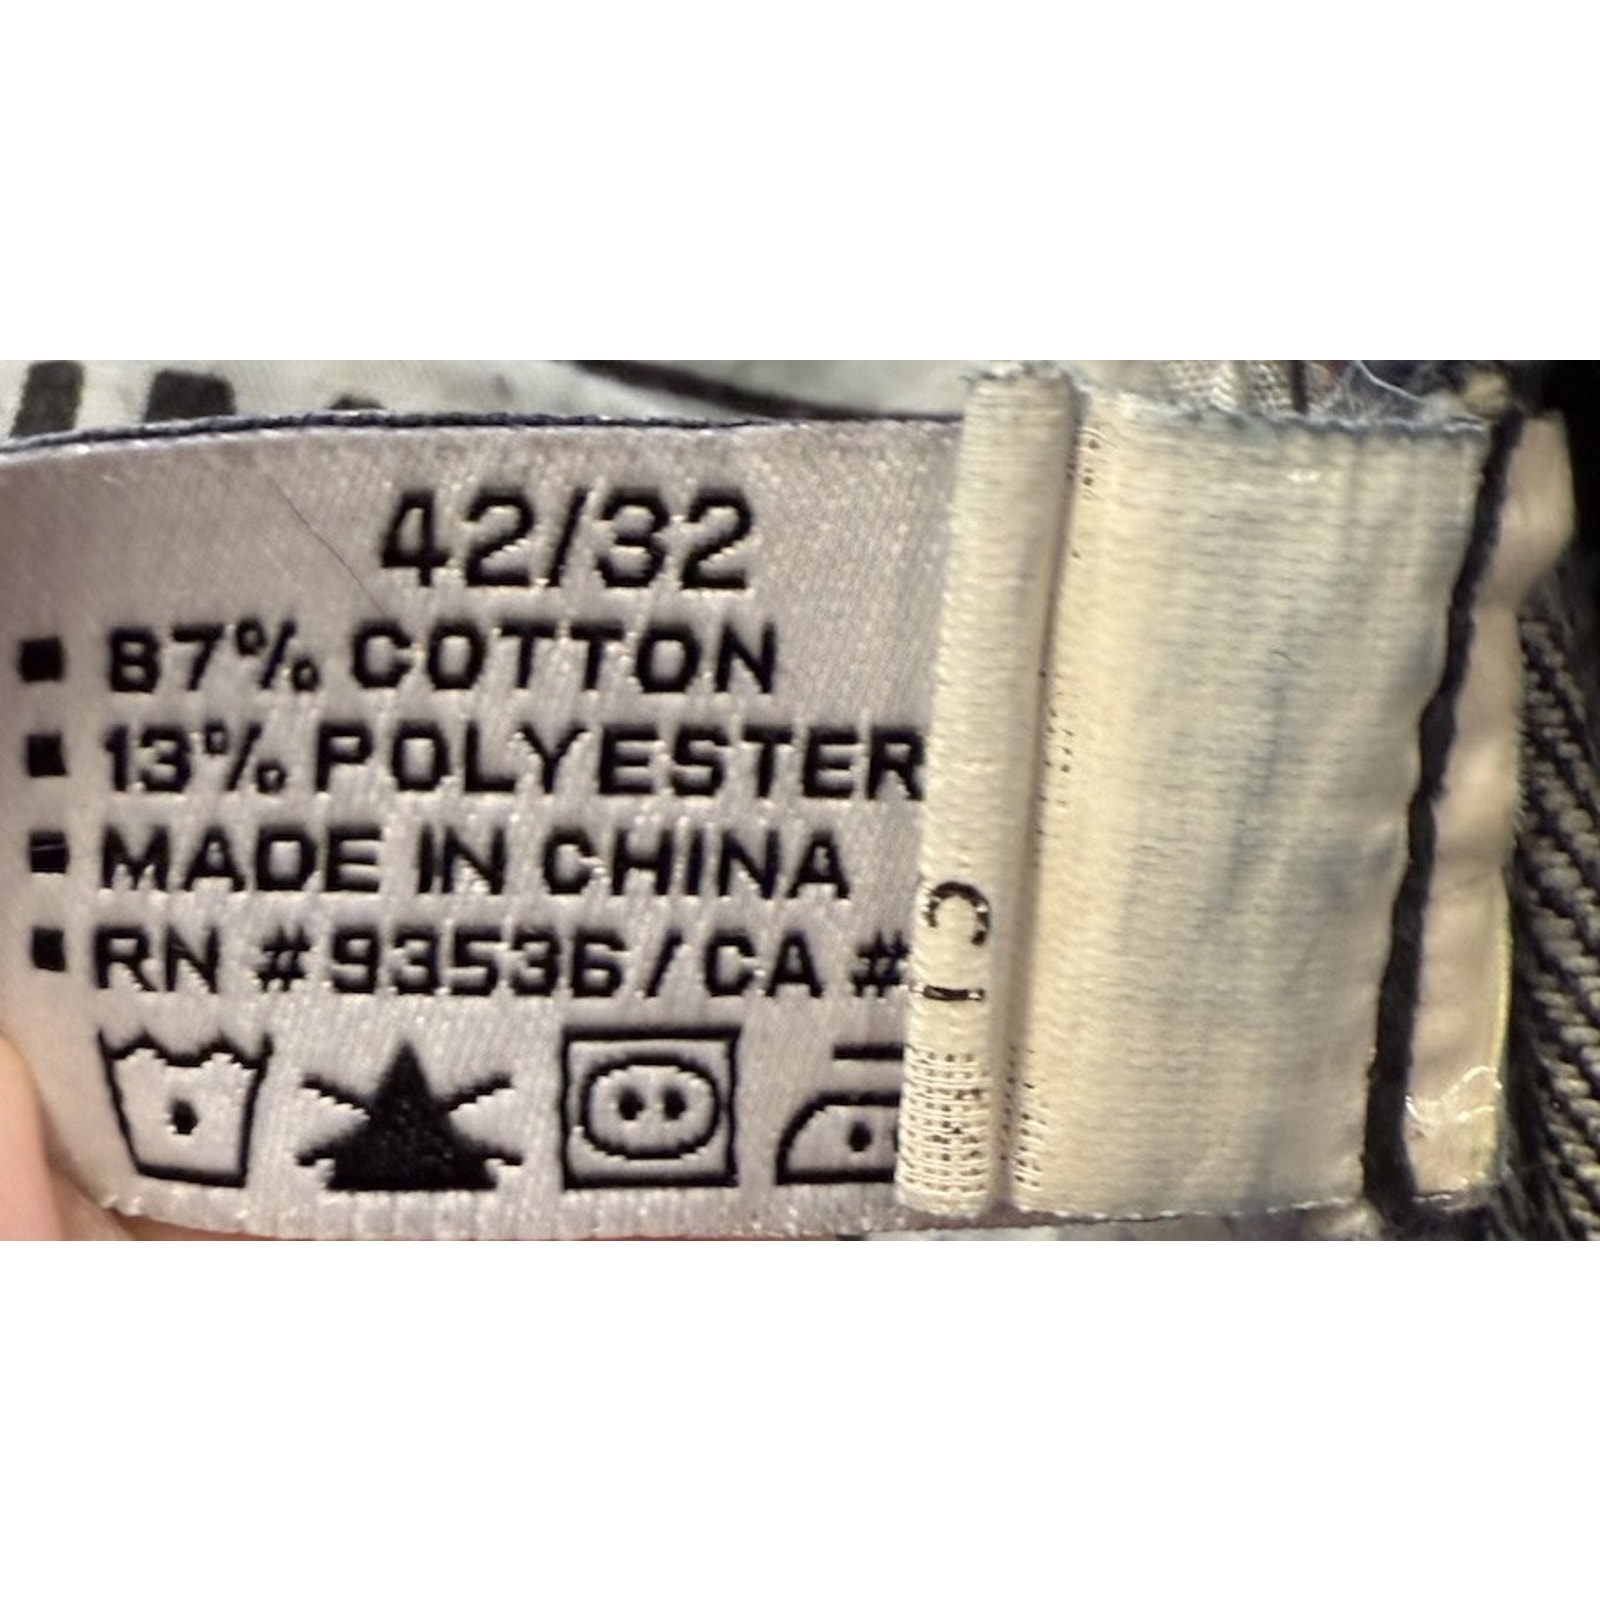 42/32
▪ 87% COTTON
▪ 13% POLYESTER
▪ MADE IN CHINA
▪ RN #93536/CA #